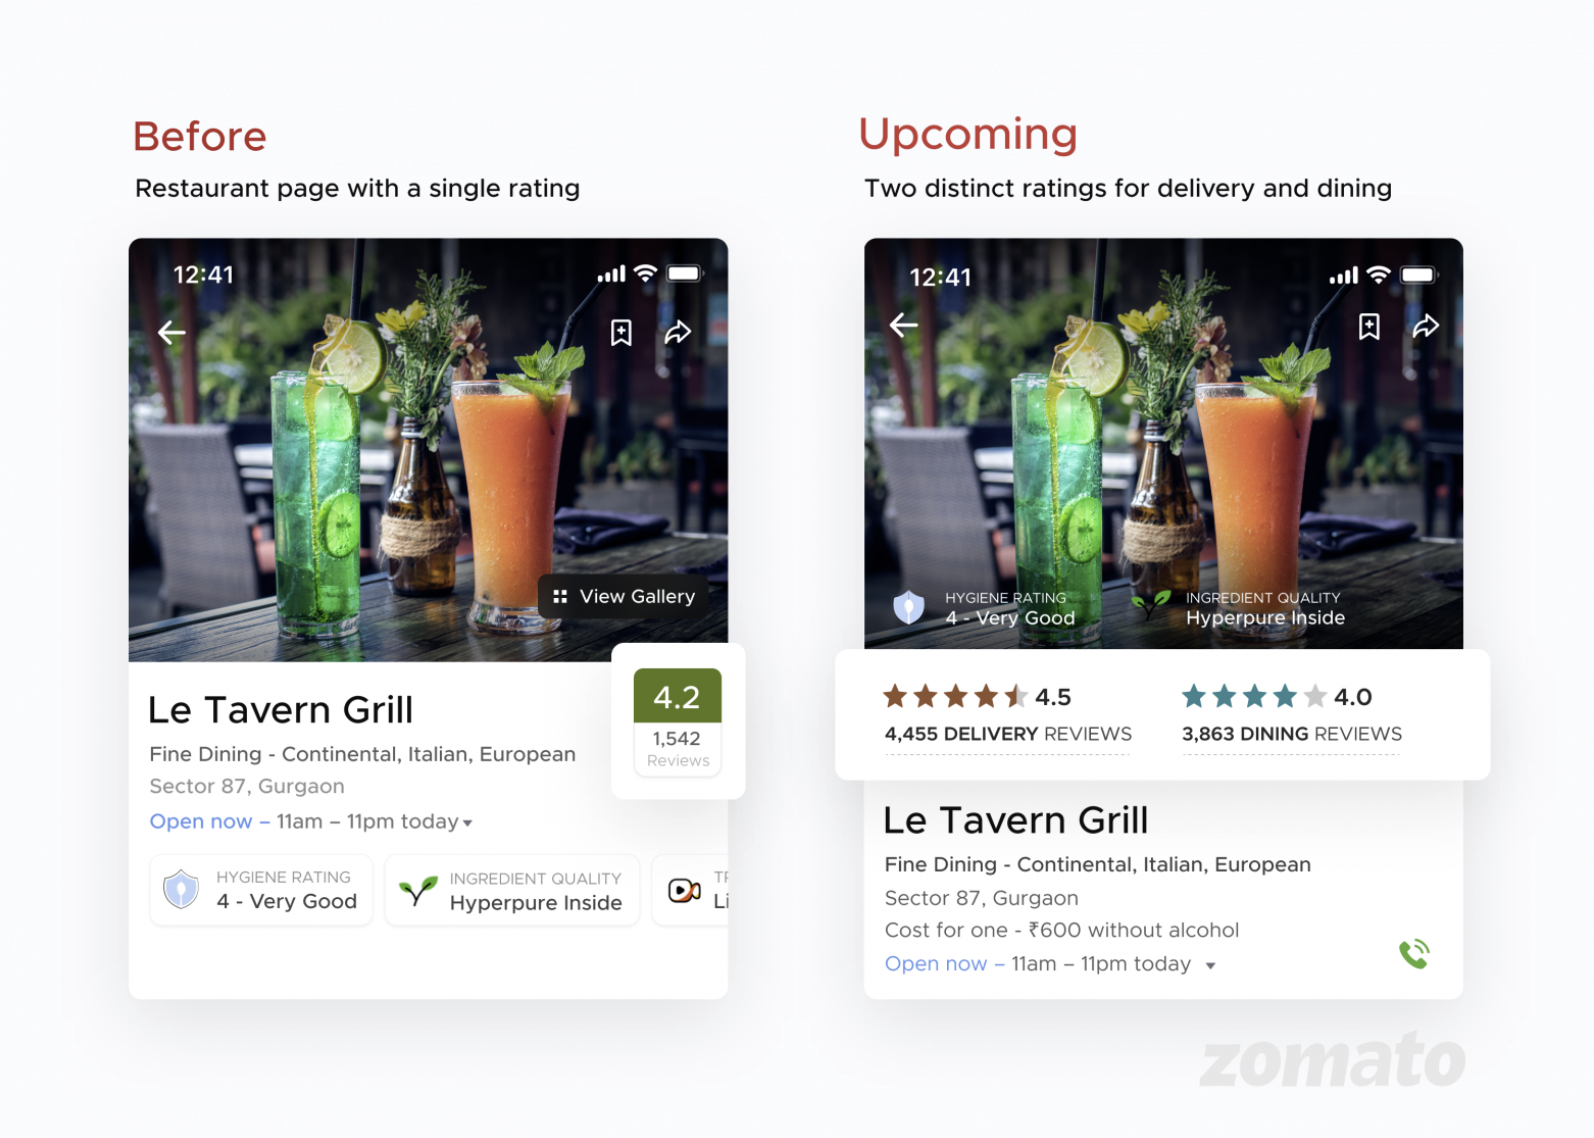 Before
Restaurant page with a single rating
12:41
View Gallery
4.2
1,542
Reviews
Le Tavern Grill
Fine Dining - Continental, Italian, European
Sector 87, Gurgaon
Open now – 11am – 11pm today
HYGIENE RATING
4 - Very Good
INGREDIENT QUALITY
Hyperpure Inside
Li
Upcoming
Two distinct ratings for delivery and dining
12:41
HYGIENE RATING
4 - Very Good
INGREDIENT QUALITY
Hyperpure Inside
4.5
4,455 DELIVERY REVIEWS
4.0
3,863 DINING REVIEWS
Le Tavern Grill
Fine Dining - Continental, Italian, European
Sector 87, Gurgaon
Cost for one - ₹600 without alcohol
Open now – 11am – 11pm today
zomato